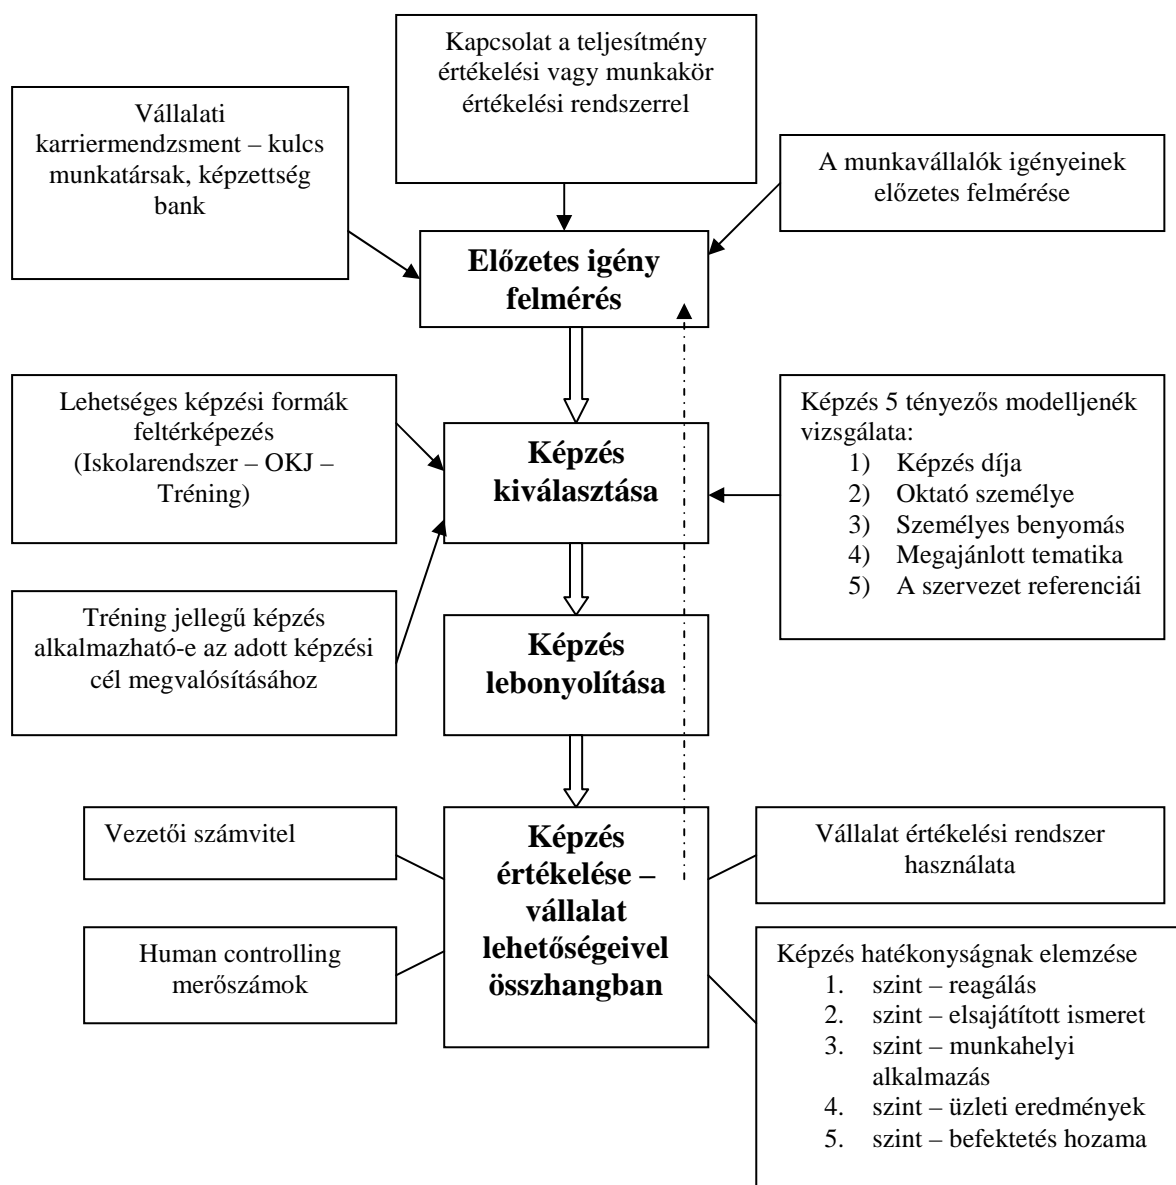 Kapcsolat a teljesítmény
értékelési vagy munkakör
értékelési rendszerrel
Vállalati
karriermendzsment – kulcs
munkatársak, képzettség
bank
A munkavállalók igényeinek
előzetes felmérése
Előzetes igény
felmérés
Lehetséges képzési formák
feltérképezés
(Iskolarendszer – OKJ –
Tréning)
Képzés
kiválasztása
Képzés 5 tényezős modelljenék
vizsgálata:
1) Képzés díja
2) Oktató személye
3) Személyes benyomás
4) Megajánlott tematika
5) A szervezet referenciái
Tréning jellegű képzés
alkalmazható-e az adott képzési
cél megvalósításához
Képzés
lebonyolítása
Vezetői számvitel
Képzés
értékelése –
vállalat
lehetőségeivel
összhangban
Vállalat értékelési rendszer
használata
Human controlling
merőszámok
Képzés hatékonyságnak elemzése
1. szint – reagálás
2. szint – elsajátított ismeret
3. szint – munkahelyi
alkalmazás
4. szint – üzleti eredmények
5. szint – befektetés hozama